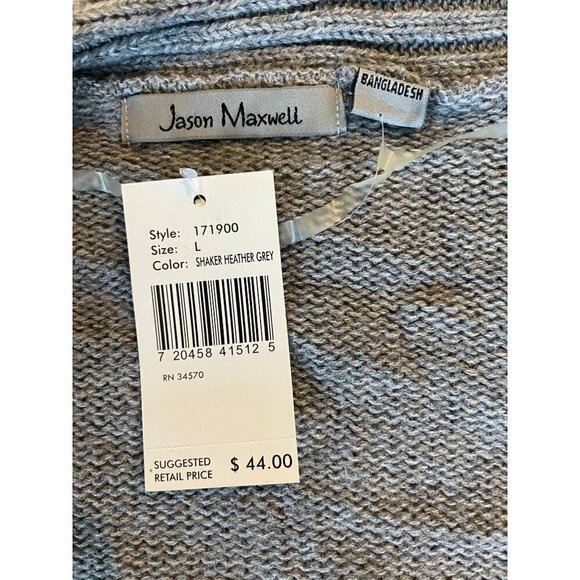 Jason Maxwell
BANGLADESH
Style: 171900
Size: L
Color: SHAKER HEATHER GREY
7 20458 41512 5
RN 34570
SUGGESTED
RETAIL PRICE $ 44.00